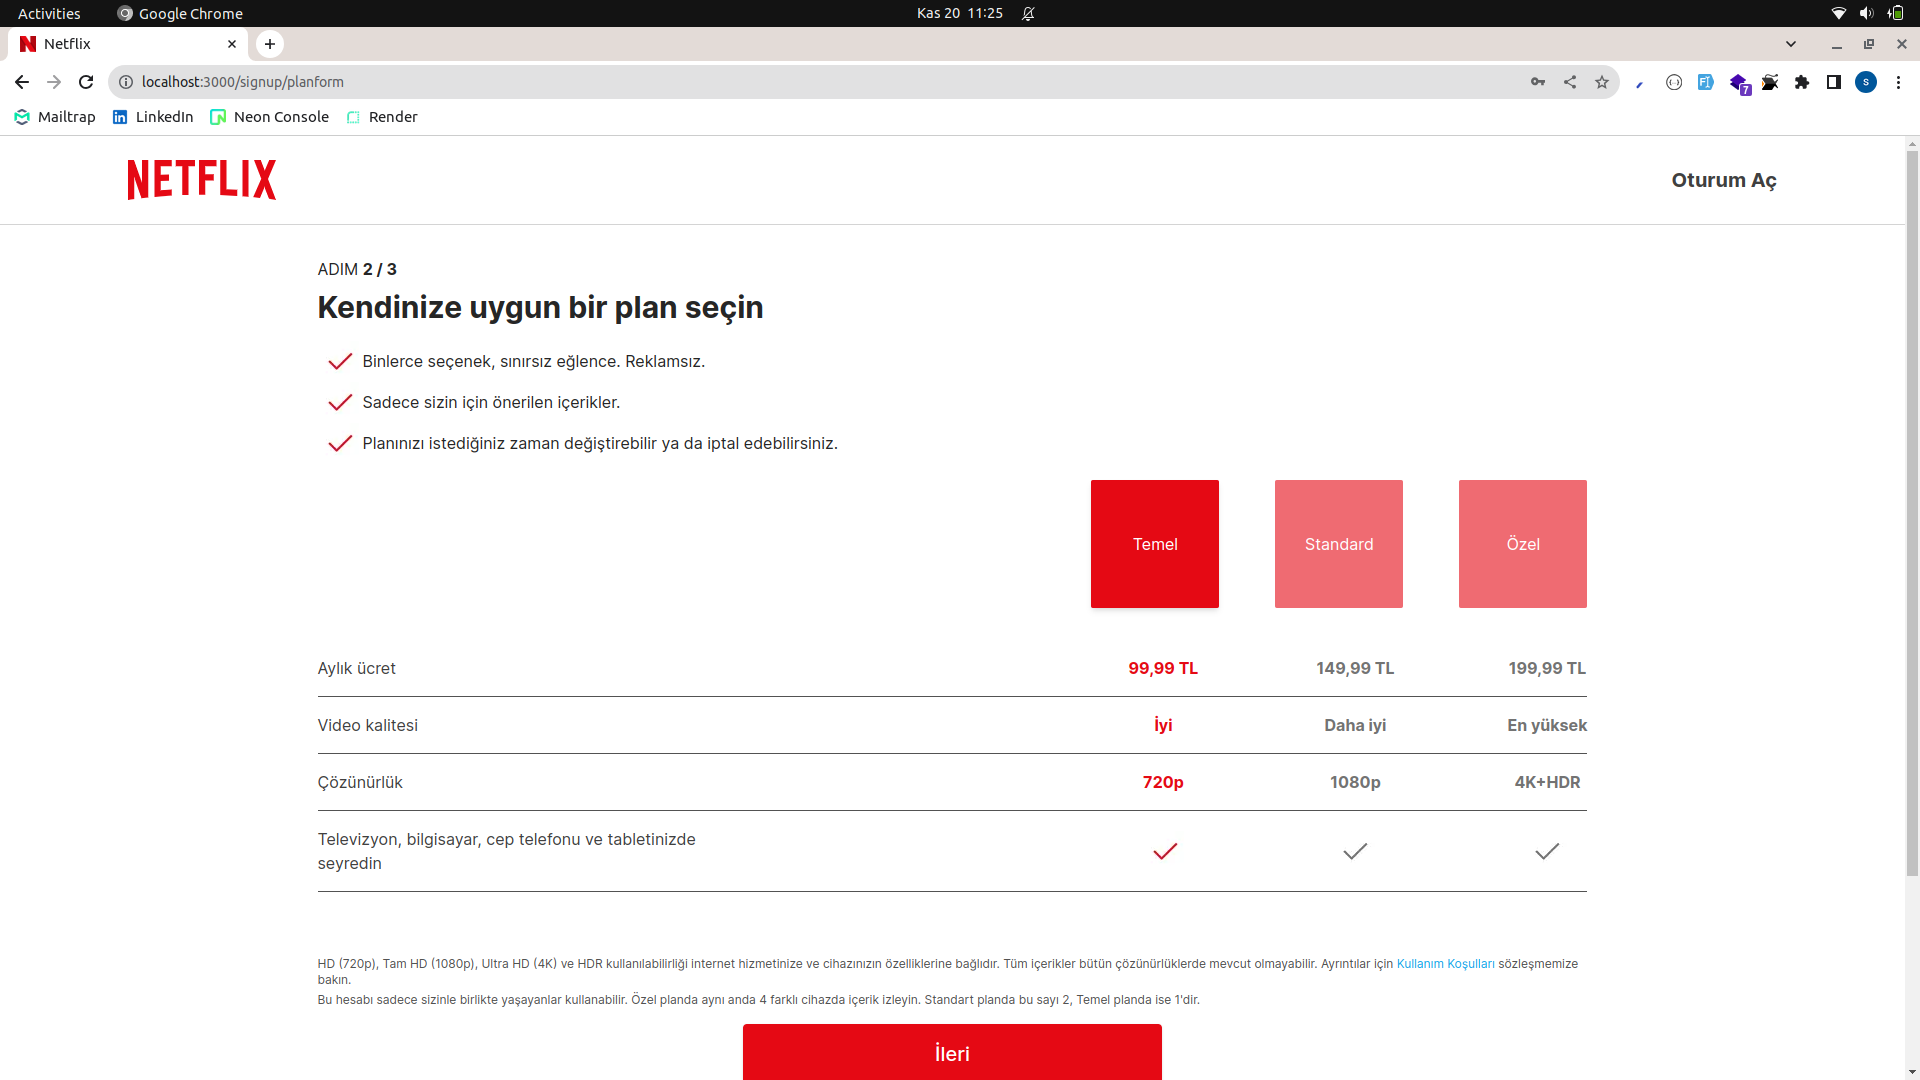 Activities
Google Chrome
Kas 20 11:25
Netflix
localhost:3000/signup/planform
7
S
Mailtrap
LinkedIn
Neon Console
Render
NETFLIX
Oturum Aç
ADIM 2 / 3
Kendinize uygun bir plan seçin
Binlerce seçenek, sınırsız eğlence. Reklamsız.
Sadece sizin için önerilen içerikler.
Planınızı istediğiniz zaman değiştirebilir ya da iptal edebilirsiniz.
Temel Standard Özel
Aylık ücret 99,99 TL 149,99 TL 199,99 TL
Video kalitesi İyi Daha iyi En yüksek
Çözünürlük 720p 1080p 4K+HDR
Televizyon, bilgisayar, cep telefonu ve tabletinizde
seyredin
HD (720p), Tam HD (1080p), Ultra HD (4K) ve HDR kullanılabilirliği internet hizmetinize ve cihazınızın özelliklerine bağlıdır. Tüm içerikler bütün çözünürlüklerde mevcut olmayabilir. Ayrıntılar için Kullanım Koşulları sözleşmemize
bakın.
Bu hesabı sadece sizinle birlikte yaşayanlar kullanabilir. Özel planda aynı anda 4 farklı cihazda içerik izleyin. Standart planda bu sayı 2, Temel planda ise 1'dir.
İleri